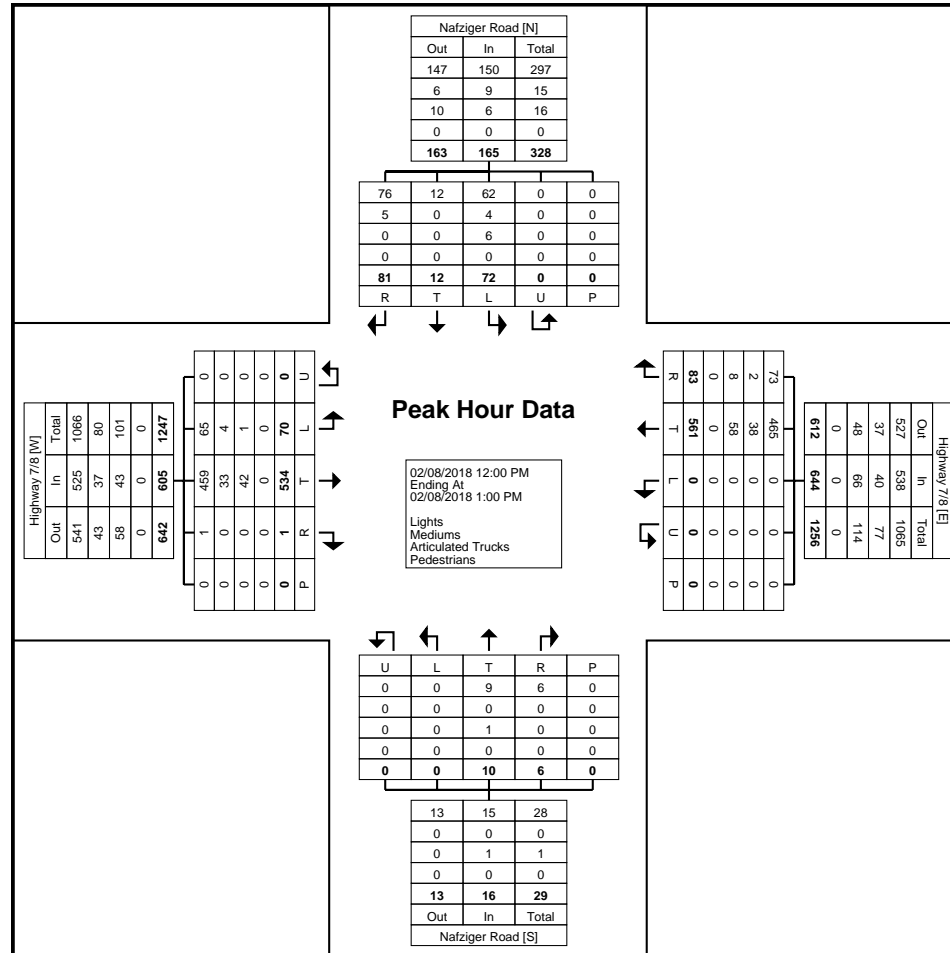 Nafziger Road [N]
Out In Total
147 150 297
6 9 15
10 6 16
0 0 0
163 165 328
76 12 62 0 0
5 0 4 0 0
0 0 6 0 0
0 0 0 0 0
81 12 72 0 0
R T L U P
Highway 7/8 [W]
Total 1066 80 101 0 1247
In 525 37 43 0 605
Out 541 43 58 0 642
0 0 0 0 0 U
65 4 1 0 70 L
459 33 42 0 534 T
1 0 0 0 1 R
0 0 0 0 0 P
Peak Hour Data
02/08/2018 12:00 PM
Ending At
02/08/2018 1:00 PM
Lights
Mediums
Articulated Trucks
Pedestrians
R 83 0 8 2 73
T 561 0 58 38 465
L 0 0 0 0 0
U 0 0 0 0 0
P 0 0 0 0 0
Highway 7/8 [E]
Out 527 37 48 0 612
In 538 40 66 0 644
Total 1065 77 114 0 1256
U L T R P
0 0 9 6 0
0 0 0 0 0
0 0 1 0 0
0 0 0 0 0
0 0 10 6 0
13 15 28
0 0 0
0 1 1
0 0 0
13 16 29
Out In Total
Nafziger Road [S]